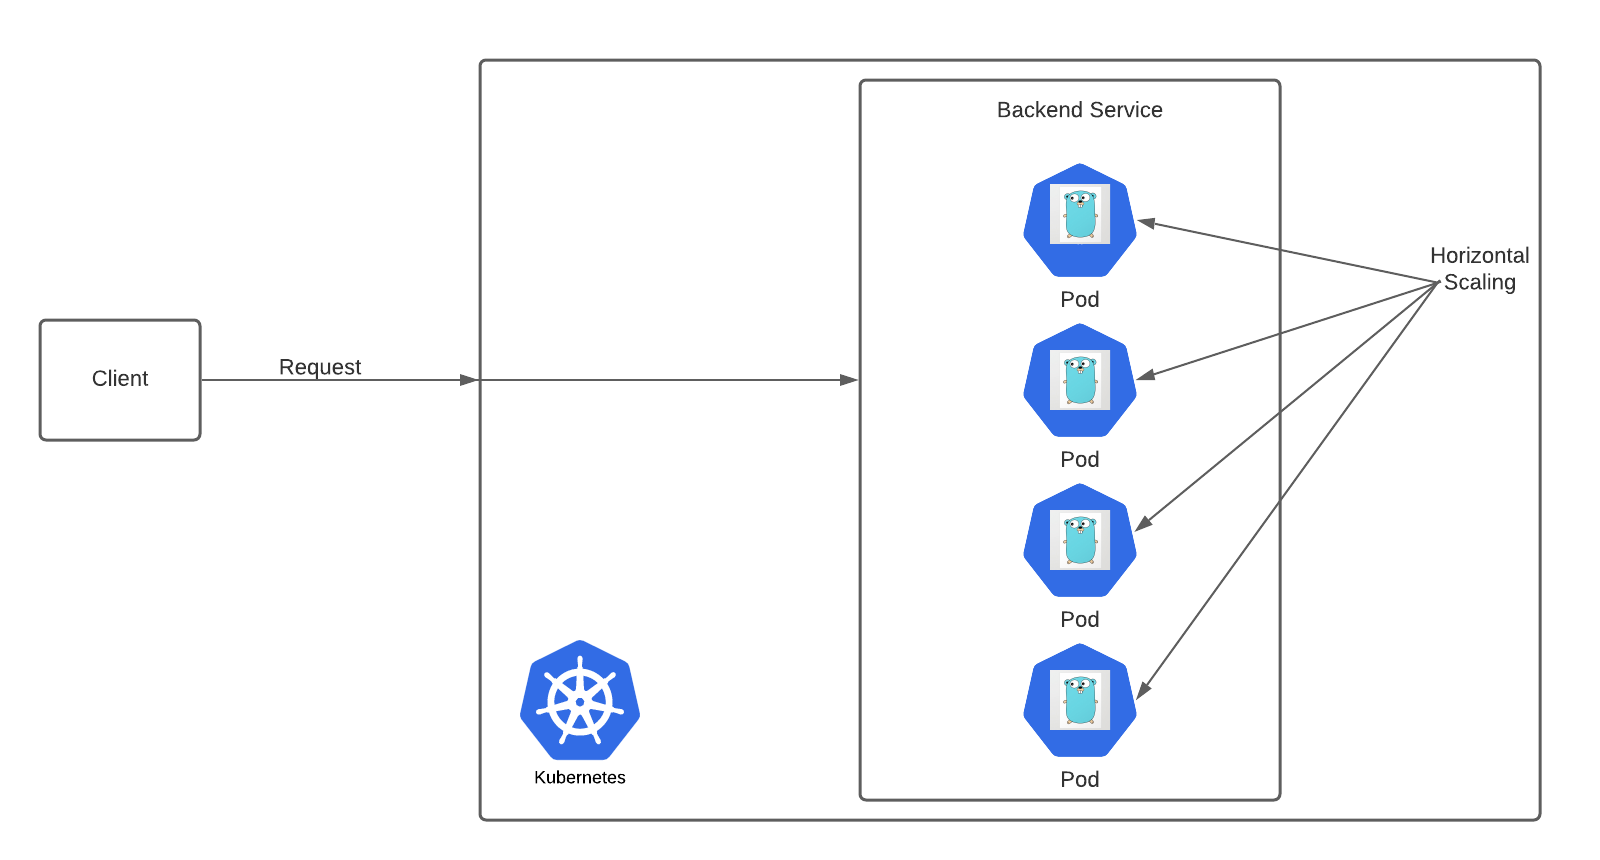 Backend Service
Client
Request
Pod
Pod
Pod
Pod
Horizontal
Scaling
Kubernetes